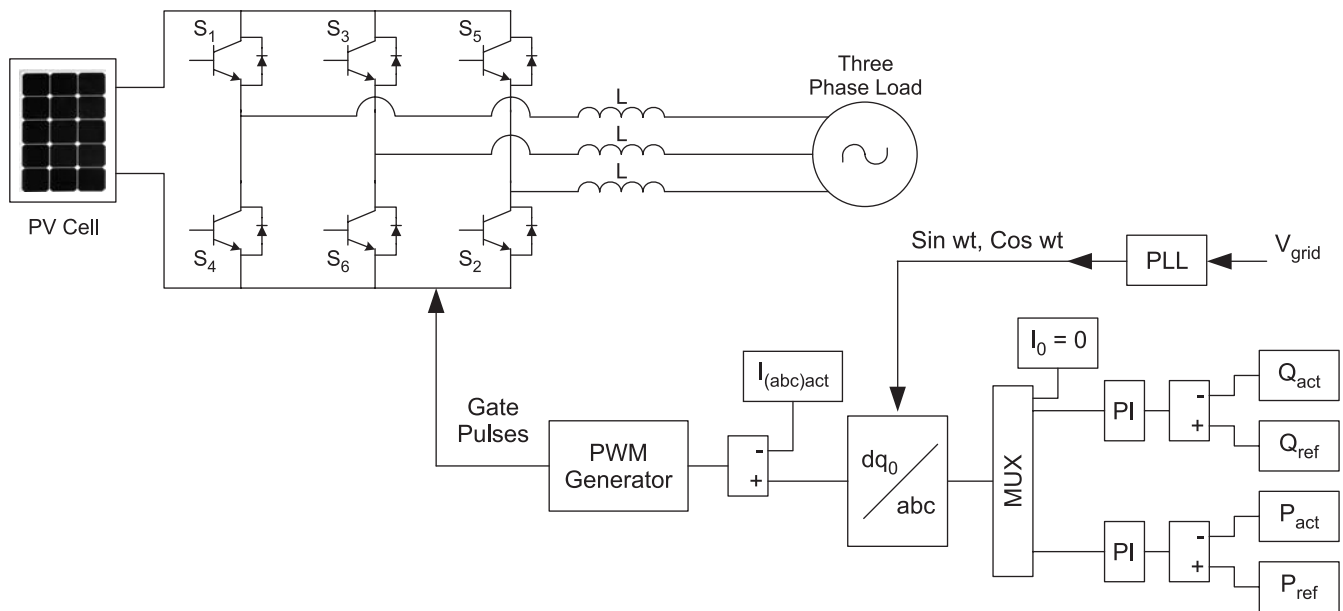 S1
S3
S5
Three
Phase Load
L
L
L
PV Cell
S4
S6
S2
Sin wt, Cos wt
PLL
Vgrid
I0 = 0
I(abc)act
Gate
Pulses
PWM
Generator
-
+
dq0
abc
MUX
PI
-
+
Qact
Qref
PI
-
+
Pact
Pref